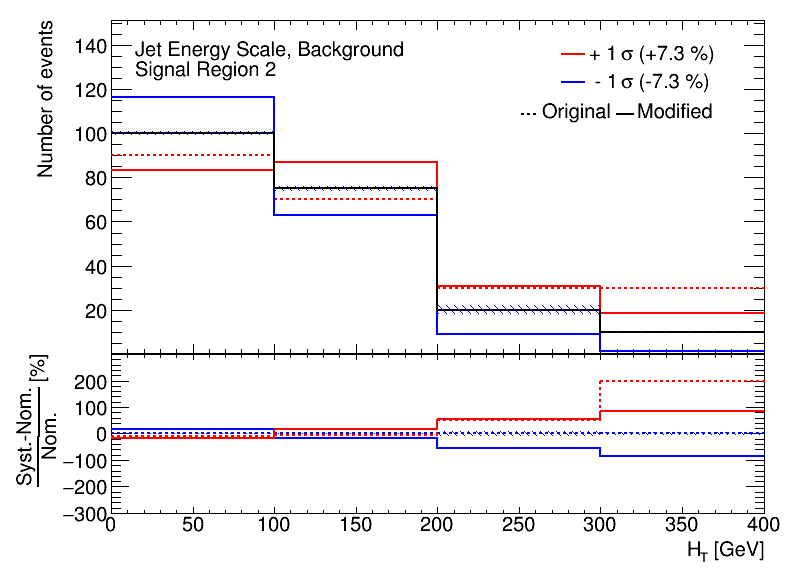 Number of events
140
120
100
80
60
40
20
Jet Energy Scale, Background
Signal Region 2
+ 1 σ (+7.3 %)
- 1 σ (-7.3 %)
Original Modified
Syst.-Nom.
Nom.
[%]
200
100
0
−100
−200
−300
0 50 100 150 200 250 300 350 400
H_T [GeV]